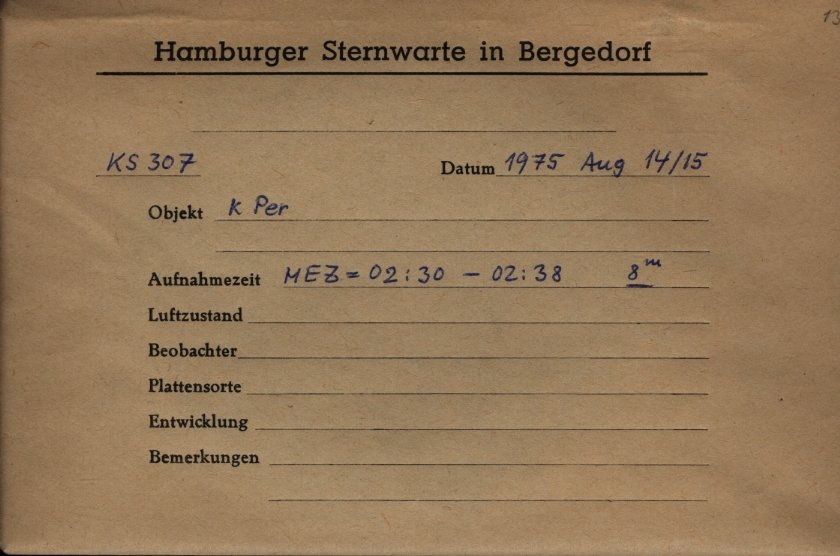 13
Hamburger Sternwarte in Bergedorf
KS 307 Datum 1975 Aug 14/15
Objekt K Per
Aufnahmezeit MEZ = 02:30 – 02:38 8ᵐ
Luftzustand
Beobachter
Plattensorte
Entwicklung
Bemerkungen